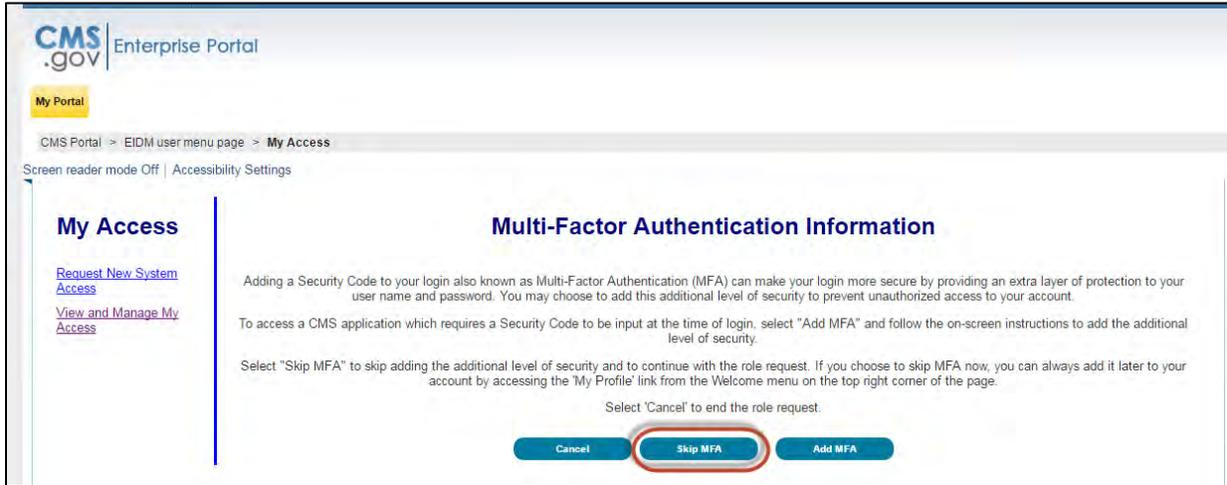 CMS
.gov
Enterprise Portal
My Portal
CMS Portal > EIDM user menu page > My Access
Screen reader mode Off | Accessibility Settings
My Access
Request New System
Access
View and Manage My
Access
Multi-Factor Authentication Information
Adding a Security Code to your login also known as Multi-Factor Authentication (MFA) can make your login more secure by providing an extra layer of protection to your
user name and password. You may choose to add this additional level of security to prevent unauthorized access to your account.
To access a CMS application which requires a Security Code to be input at the time of login, select "Add MFA" and follow the on-screen instructions to add the additional
level of security.
Select "Skip MFA" to skip adding the additional level of security and to continue with the role request. If you choose to skip MFA now, you can always add it later to your
account by accessing the 'My Profile' link from the Welcome menu on the top right corner of the page.
Select 'Cancel' to end the role request.
Cancel
Skip MFA
Add MFA